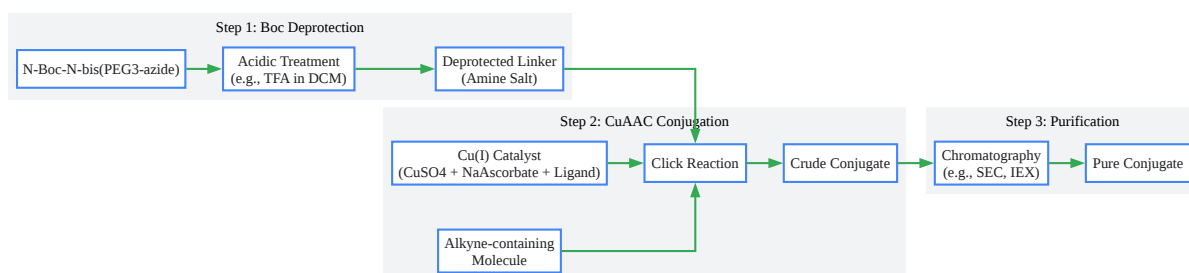 Step 1: Boc Deprotection
N-Boc-N-bis(PEG3-azide)
Acidic Treatment
(e.g., TFA in DCM)
Deprotected Linker
(Amine Salt)
Step 2: CuAAC Conjugation
Cu(I) Catalyst
(CuSO4 + NaAscorbate + Ligand)
Click Reaction
Crude Conjugate
Alkyne-containing
Molecule
Step 3: Purification
Chromatography
(e.g., SEC, IEX)
Pure Conjugate